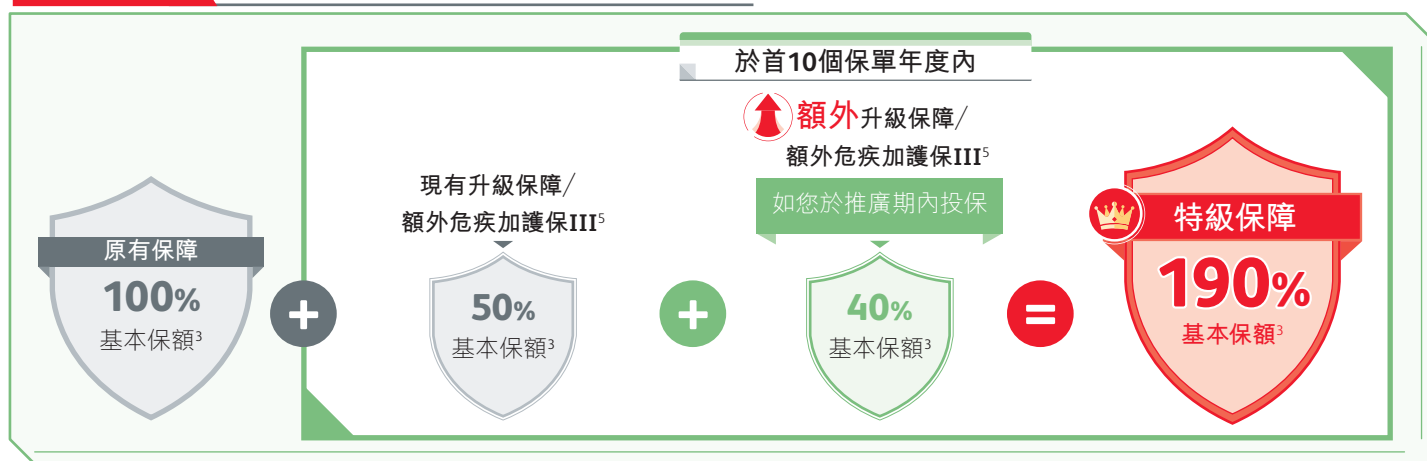 於首10個保單年度內
原有保障
100%
基本保額3
+
現有升級保障/
額外危疾加護保III5
50%
基本保額3
+
額外升級保障/
額外危疾加護保III5
如您於推廣期內投保
40%
基本保額3
=
特級保障
190%
基本保額3